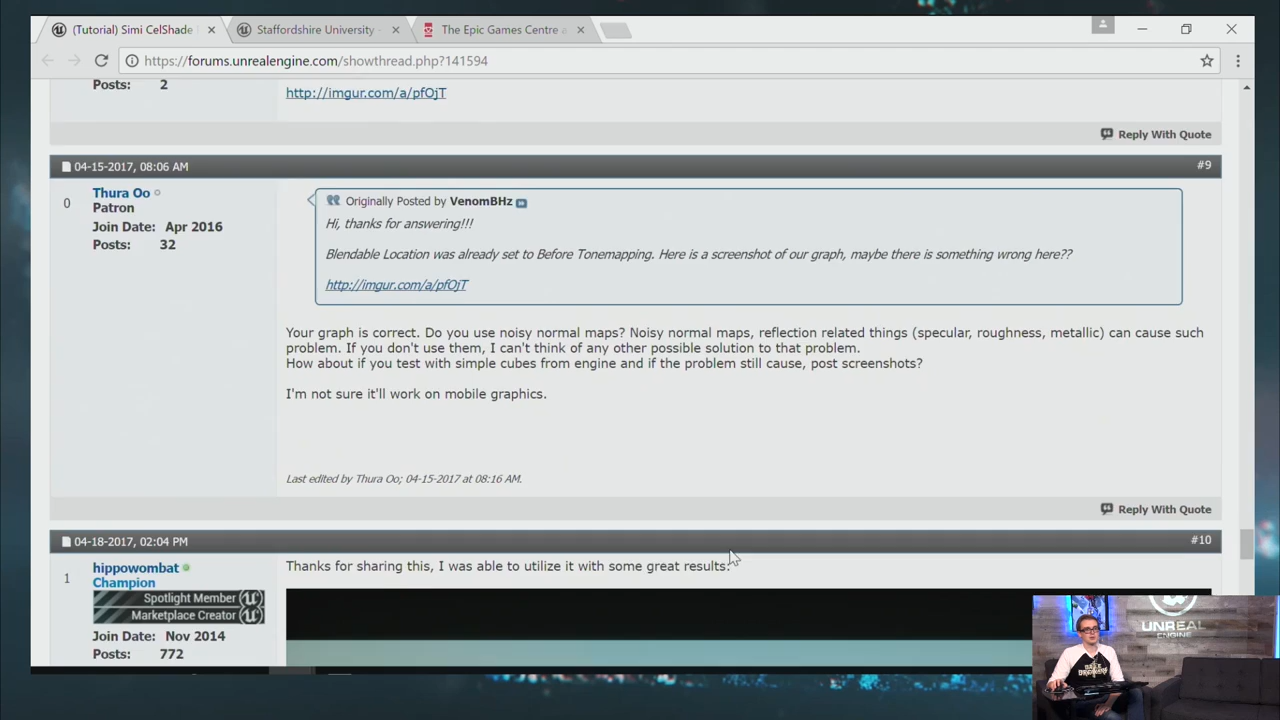 (Tutorial) Simi CelShade
Staffordshire University -
The Epic Games Centre a
https://forums.unrealengine.com/showthread.php?141594
Posts: 2
http://imgur.com/a/pfOjT
Reply With Quote
04-15-2017, 08:06 AM
#9
0
Thura Oo
Patron
Join Date: Apr 2016
Posts: 32
Originally Posted by VenomBHz
Hi, thanks for answering!!!
Blendable Location was already set to Before Tonemapping. Here is a screenshot of our graph, maybe there is something wrong here??
http://imgur.com/a/pfOjT
Your graph is correct. Do you use noisy normal maps? Noisy normal maps, reflection related things (specular, roughness, metallic) can cause such
problem. If you don't use them, I can't think of any other possible solution to that problem.
How about if you test with simple cubes from engine and if the problem still cause, post screenshots?
I'm not sure it'll work on mobile graphics.
Last edited by Thura Oo; 04-15-2017 at 08:16 AM.
Reply With Quote
04-18-2017, 02:04 PM
#10
1
hippowombat
Champion
Spotlight Member
Marketplace Creator
Join Date: Nov 2014
Posts: 772
Thanks for sharing this, I was able to utilize it with some great results:
UNREAL
ENGINE